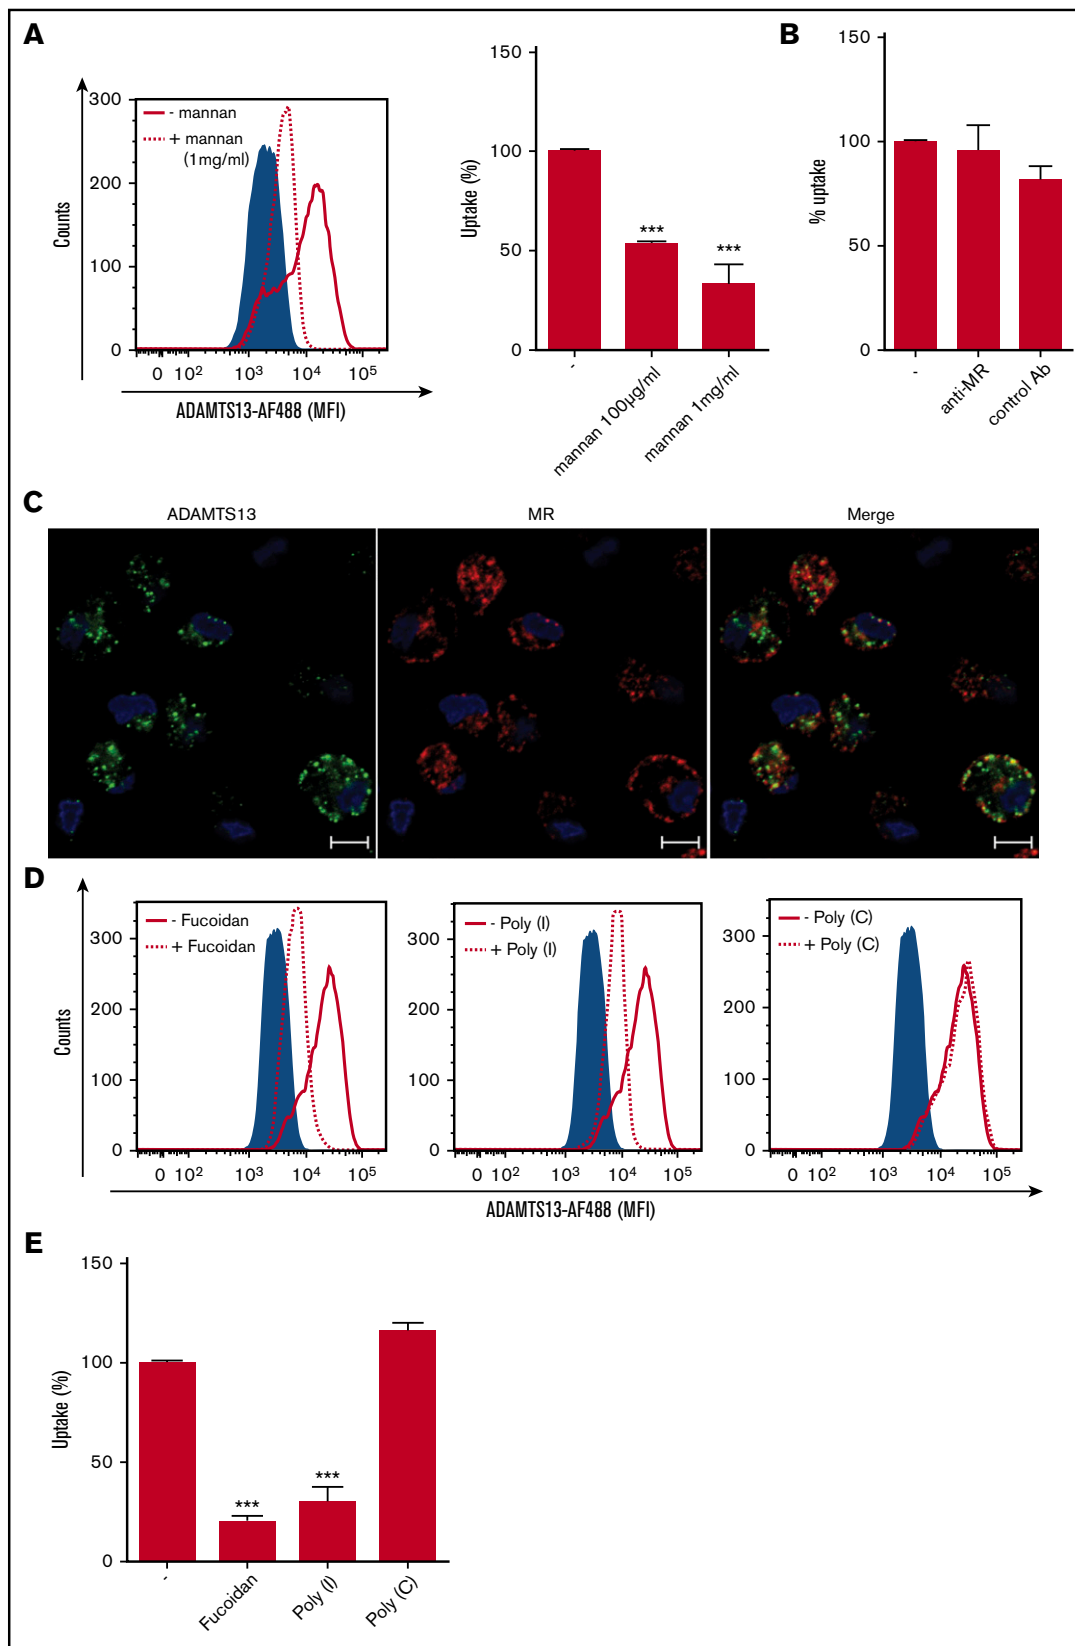 A
300
200
100
0
Counts
- mannan
+ mannan
(1mg/ml)
0 10² 10³ 10⁴ 10⁵
ADAMTS13-AF488 (MFI)
150
100
50
0
Uptake (%)
***
***
-
mannan 100µg/ml
mannan 1mg/ml
B
150
100
50
0
% uptake
-
anti-MR
control Ab
C
ADAMTS13 MR Merge
D
Counts
300
200
100
0
- Fucoidan
+ Fucoidan
0 10² 10³ 10⁴ 10⁵
300
200
100
0
- Poly (I)
+ Poly (I)
0 10² 10³ 10⁴ 10⁵
300
200
100
0
- Poly (C)
+ Poly (C)
0 10² 10³ 10⁴ 10⁵
ADAMTS13-AF488 (MFI)
E
150
100
50
0
Uptake (%)
***
***
-
Fucoidan
Poly (I)
Poly (C)